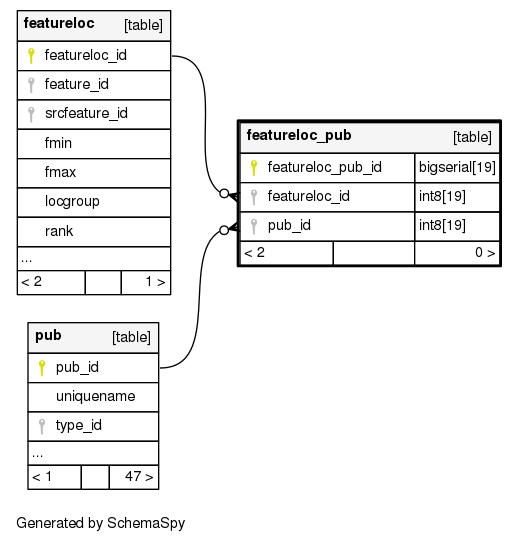 featureloc [table]
featureloc_id
feature_id
srcfeature_id
fmin
fmax
locgroup
rank
...
< 2 1 >
featureloc_pub [table]
featureloc_pub_id bigserial[19]
featureloc_id int8[19]
pub_id int8[19]
< 2 0 >
pub [table]
pub_id
uniquename
type_id
...
< 1 47 >
Generated by SchemaSpy